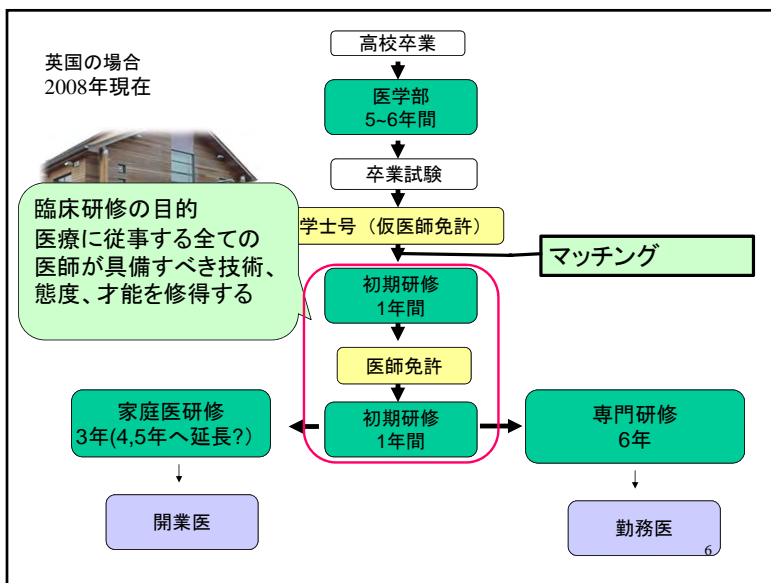 英国の場合
2008年現在
高校卒業
医学部
5~6年間
卒業試験
学士号（仮医師免許）
マッチング
臨床研修の目的
医療に従事する全ての
医師が具備すべき技術、
態度、才能を修得する
初期研修
1年間
医師免許
初期研修
1年間
家庭医研修
3年(4,5年へ延長?)
専門研修
6年
開業医
勤務医
6